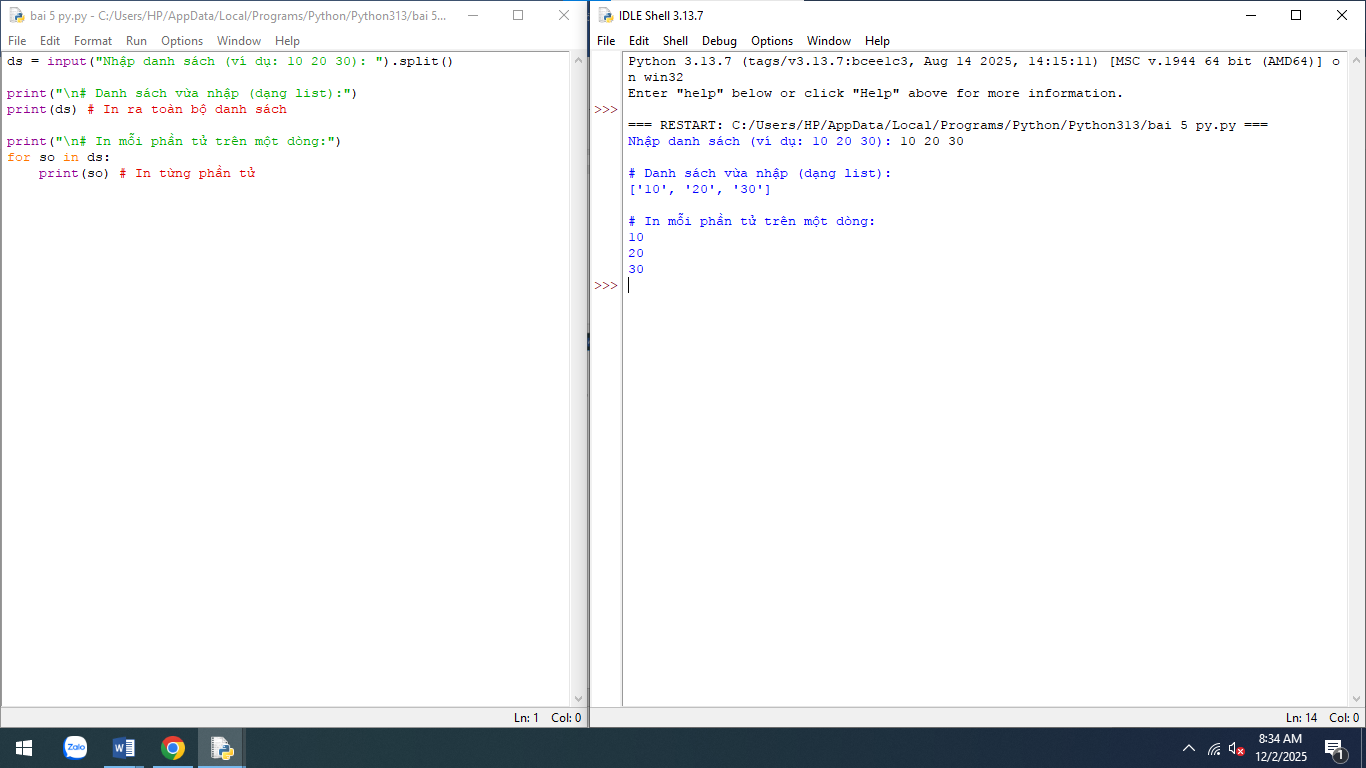 bai 5 py.py - C:/Users/HP/AppData/Local/Programs/Python/Python313/bai 5...
File Edit Format Run Options Window Help
ds = input("Nhập danh sách (ví dụ: 10 20 30): ").split()
print("\n# Danh sách vừa nhập (dạng list):")
print(ds) # In ra toàn bộ danh sách
print("\n# In mỗi phần tử trên một dòng:")
for so in ds:
    print(so) # In từng phần tử
Ln: 1 Col: 0
IDLE Shell 3.13.7
File Edit Shell Debug Options Window Help
Python 3.13.7 (tags/v3.13.7:bcee1c3, Aug 14 2025, 14:15:11) [MSC v.1944 64 bit (AMD64)] o
n win32
Enter "help" below or click "Help" above for more information.
>>>
=== RESTART: C:/Users/HP/AppData/Local/Programs/Python/Python313/bai 5 py.py ===
Nhập danh sách (ví dụ: 10 20 30): 10 20 30
# Danh sách vừa nhập (dạng list):
['10', '20', '30']
# In mỗi phần tử trên một dòng:
10
20
30
>>>
Ln: 14 Col: 0
Zalo
W
8:34 AM
12/2/2025
1